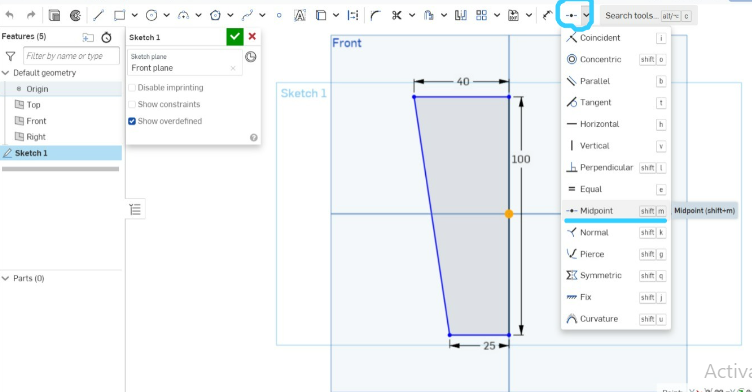 Search tools... alt/⌥ c
Features (5)
Filter by name or type
Default geometry
Origin
Top
Front
Right
Sketch 1
Parts (0)
Sketch 1
Sketch plane
Front plane
Disable imprinting
Show constraints
Show overdefined
Front
Sketch 1
40
100
25
Coincident i
Concentric shift o
Parallel b
Tangent t
Horizontal h
Vertical v
Perpendicular shift l
Equal e
Midpoint shift m
Midpoint (shift+m)
Normal shift k
Pierce
Symmetric shift q
Fix shift j
Curvature shift u
Activ